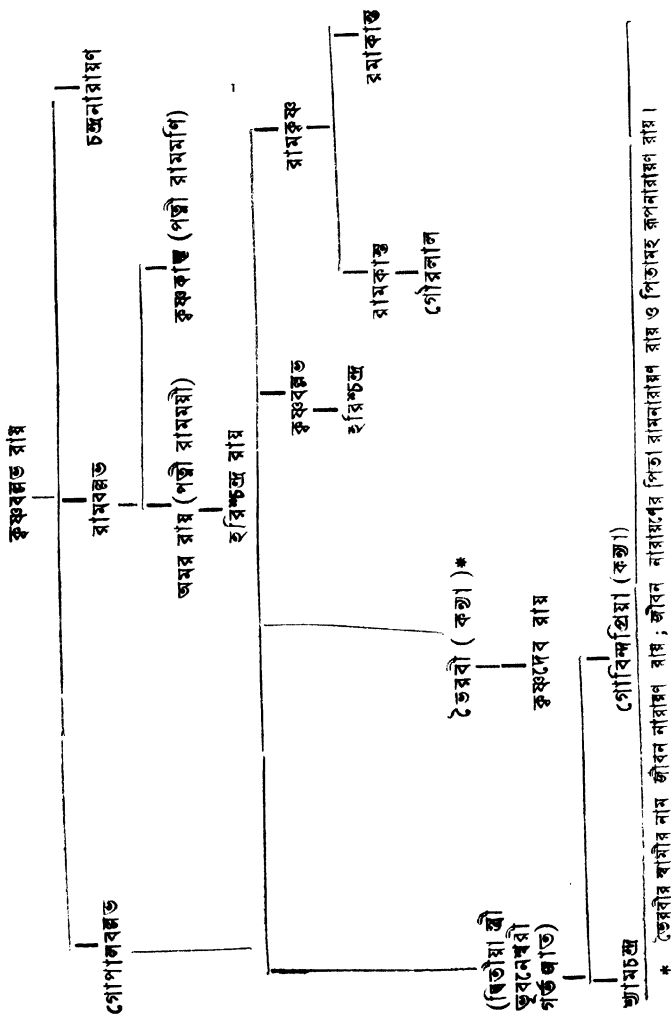 কৃষ্ণবল্লভ রায়
গোপালবল্লভ
রামবল্লভ
চন্দ্রনারায়ণ
অমর রায় (পত্নী রামময়ী)
কৃষ্ণকান্ত (পত্নী রামমণি)
হরিশ্চন্দ্র রায়
কৃষ্ণবল্লভ
রামকৃষ্ণ
হরিশ্চন্দ্র
রামকান্ত
রমাকান্ত
গৌরলাল
(দ্বিতীয়া স্ত্রী
ভুবনেশ্বরী
গর্ভজাত)
ভৈরবী (কন্যা)*
কৃষ্ণদেব রায়
শ্যামচন্দ্র
গোবিন্দপ্রিয়া (কন্যা)
* ভৈরবীর স্বামীর নাম জীবন নারায়ণ রায়; জীবন নারায়ণের পিতা রামনারায়ণ রায় ও পিতামহ রূপনারায়ণ রায়।